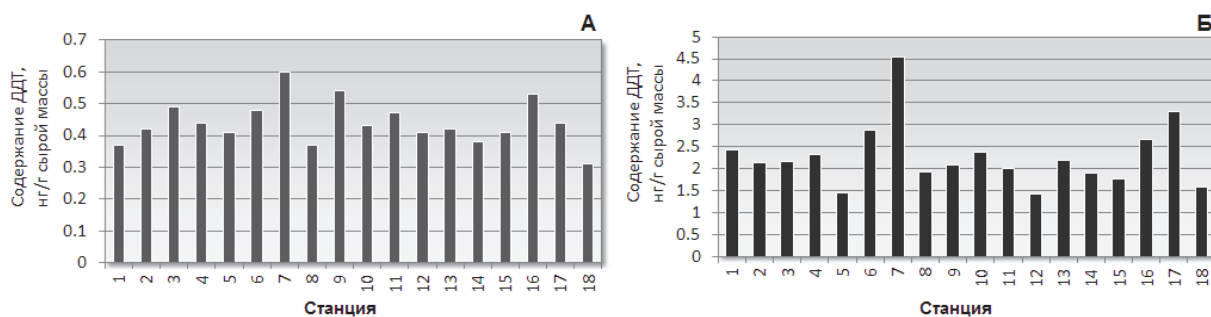 А
0.7
0.6
0.5
0.4
0.3
0.2
0.1
0
Содержание ДДТ,
нг/г сырой массы
1 2 3 4 5 6 7 8 9 10 11 12 13 14 15 16 17 18
Станция
Б
5
4.5
4
3.5
3
2.5
2
1.5
1
0.5
0
Содержание ДДТ,
нг/г сырой массы
1 2 3 4 5 6 7 8 9 10 11 12 13 14 15 16 17 18
Станция